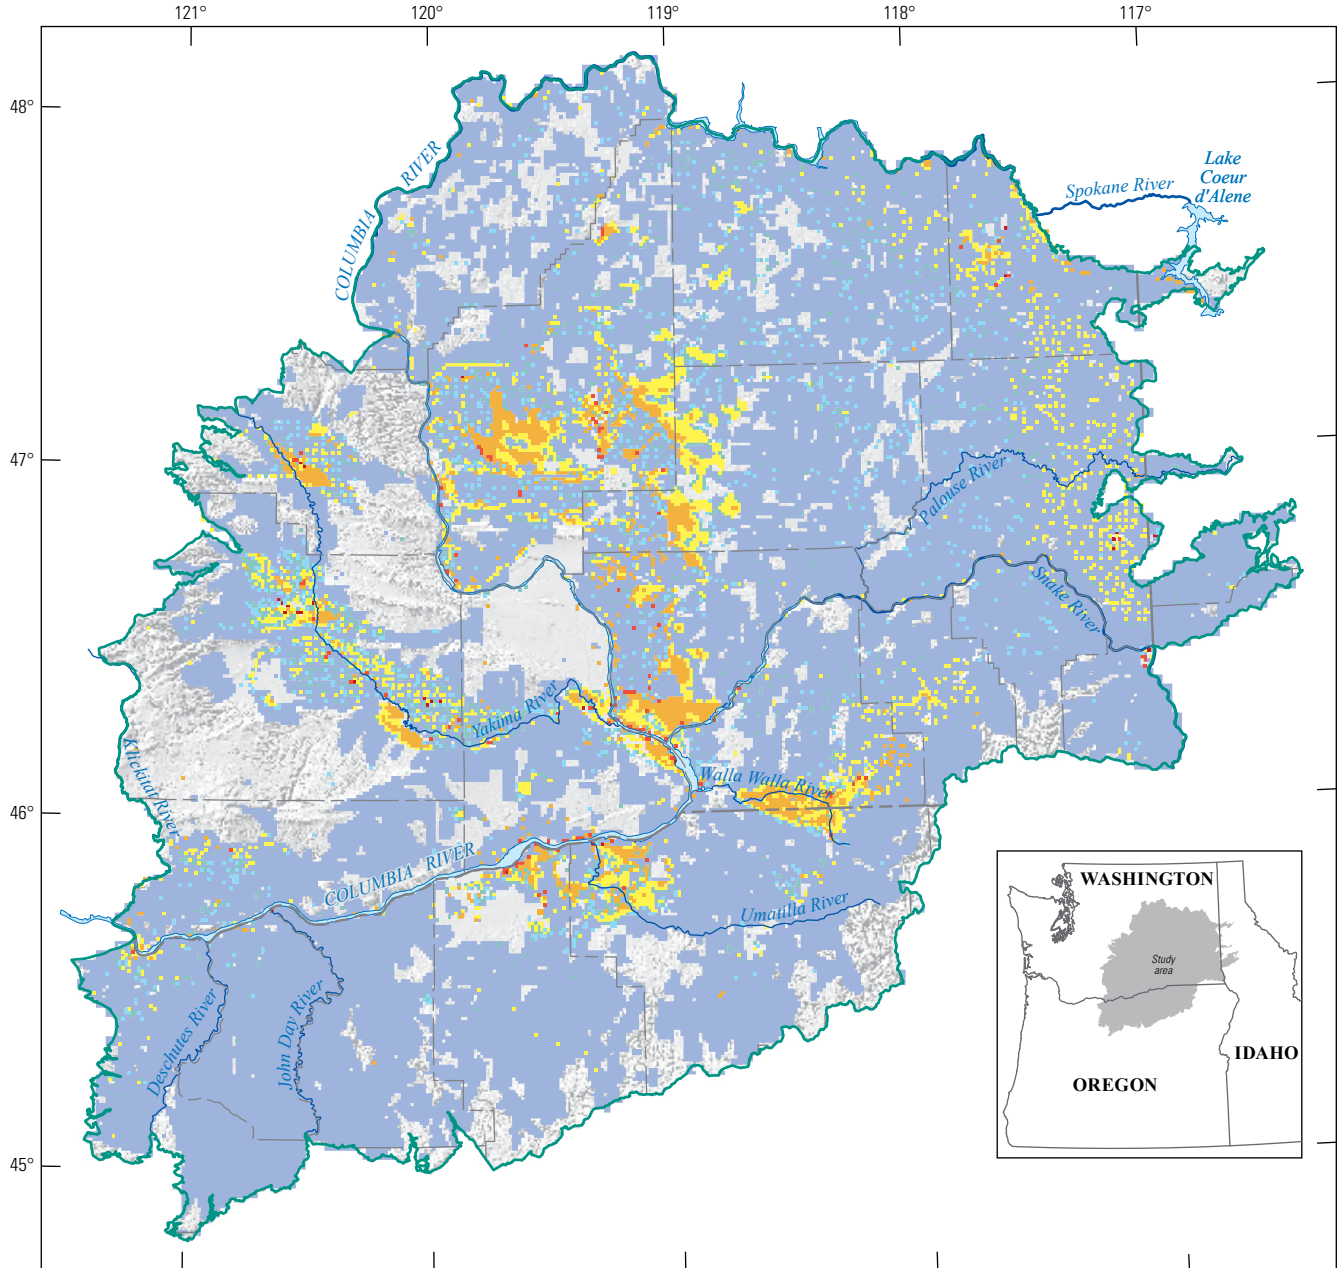 121°
120°
119°
118°
117°
48°
47°
46°
45°
COLUMBIA RIVER
Spokane River
Lake
Coeur
d'Alene
Palouse River
Snake River
Yakima River
Klickitat River
Walla Walla River
COLUMBIA RIVER
Umatilla River
Deschutes River
John Day River
WASHINGTON
Study
area
IDAHO
OREGON